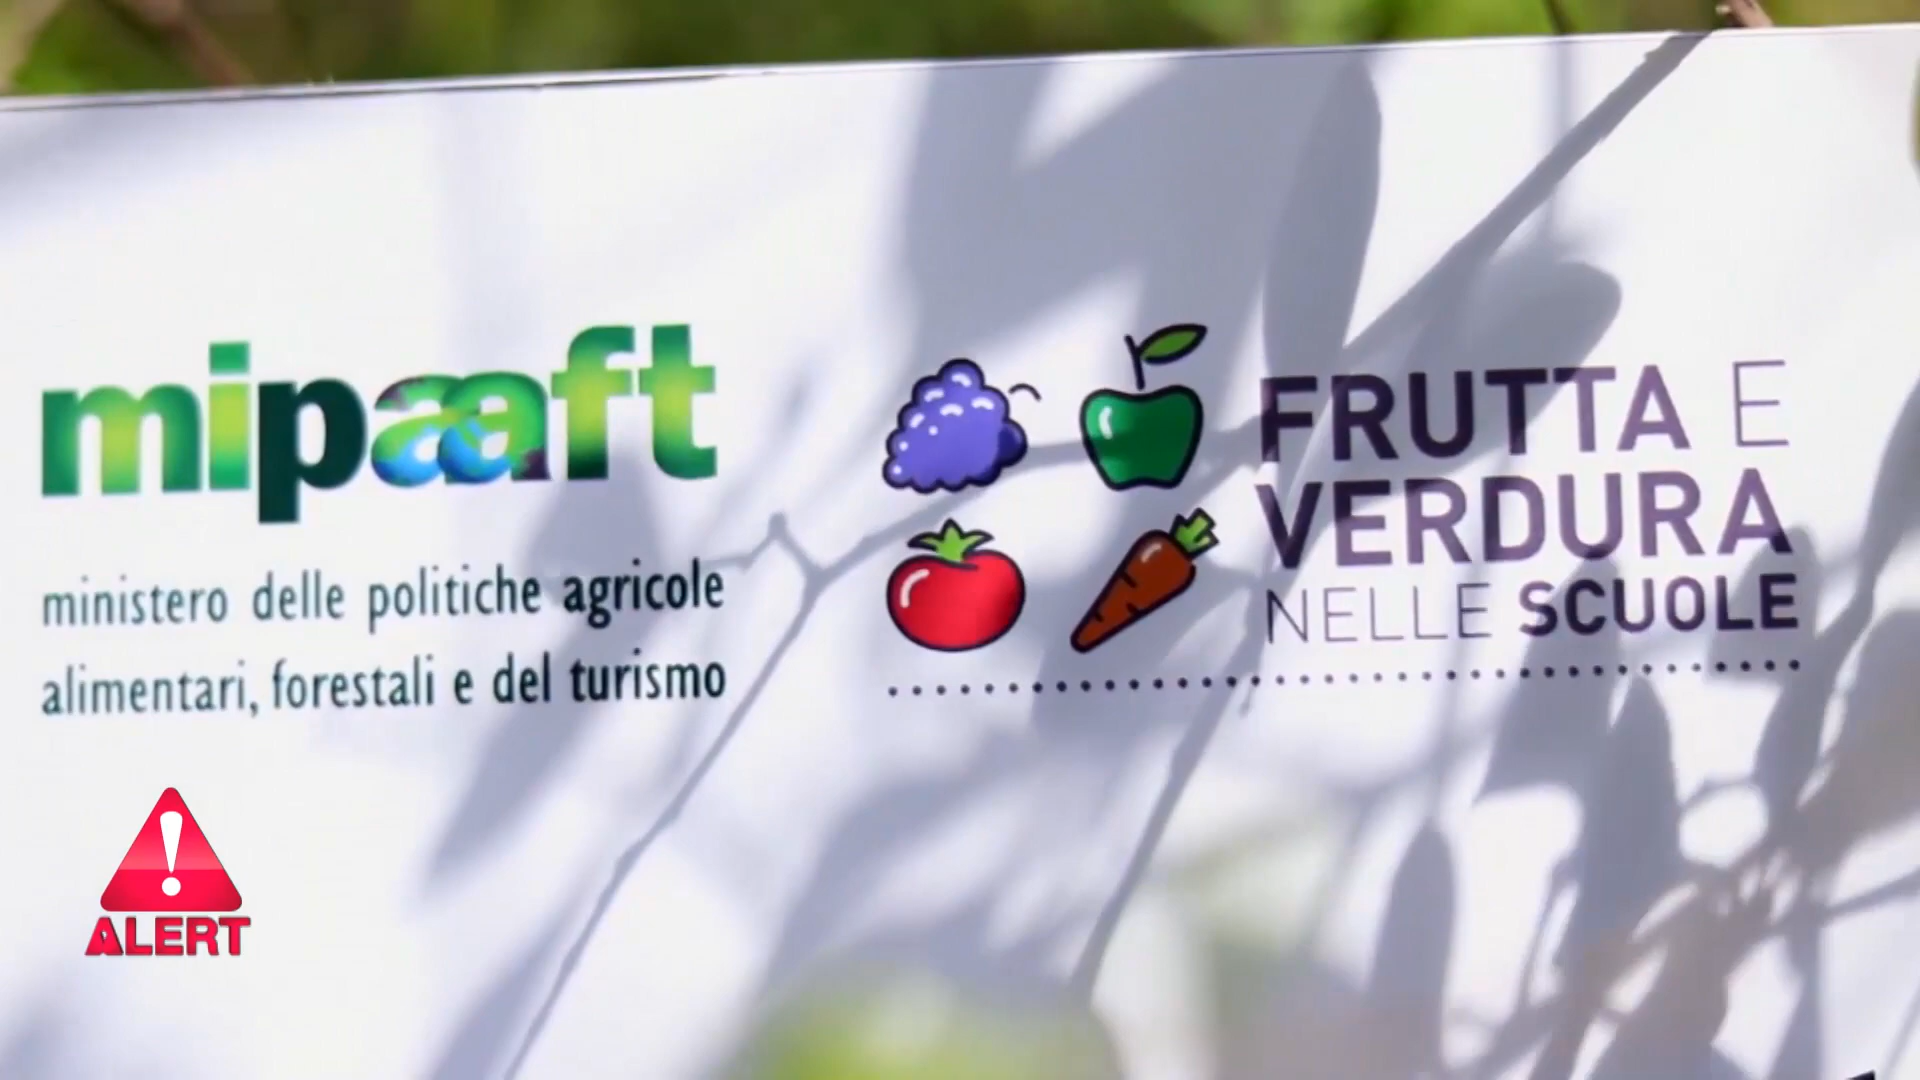 mipaaft
ministero delle politiche agricole
alimentari, forestali e del turismo
FRUTTA E
VERDURA
NELLE SCUOLE
ALERT